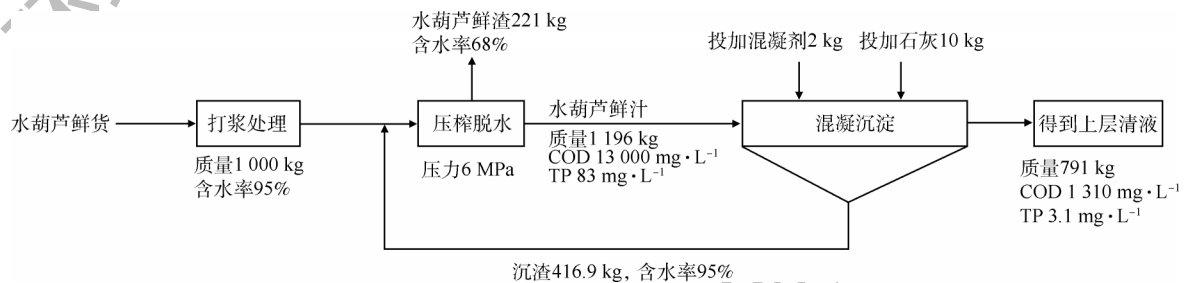 水葫芦鲜渣221 kg
含水率68%
投加混凝剂2 kg 投加石灰10 kg
水葫芦鲜货
打浆处理
压榨脱水
水葫芦鲜汁
混凝沉淀
得到上层清液
质量1 000 kg
含水率95%
压力6 MPa
质量1 196 kg
COD 13 000 mg·L⁻¹
TP 83 mg·L⁻¹
质量791 kg
COD 1 310 mg·L⁻¹
TP 3.1 mg·L⁻¹
沉渣416.9 kg, 含水率95%